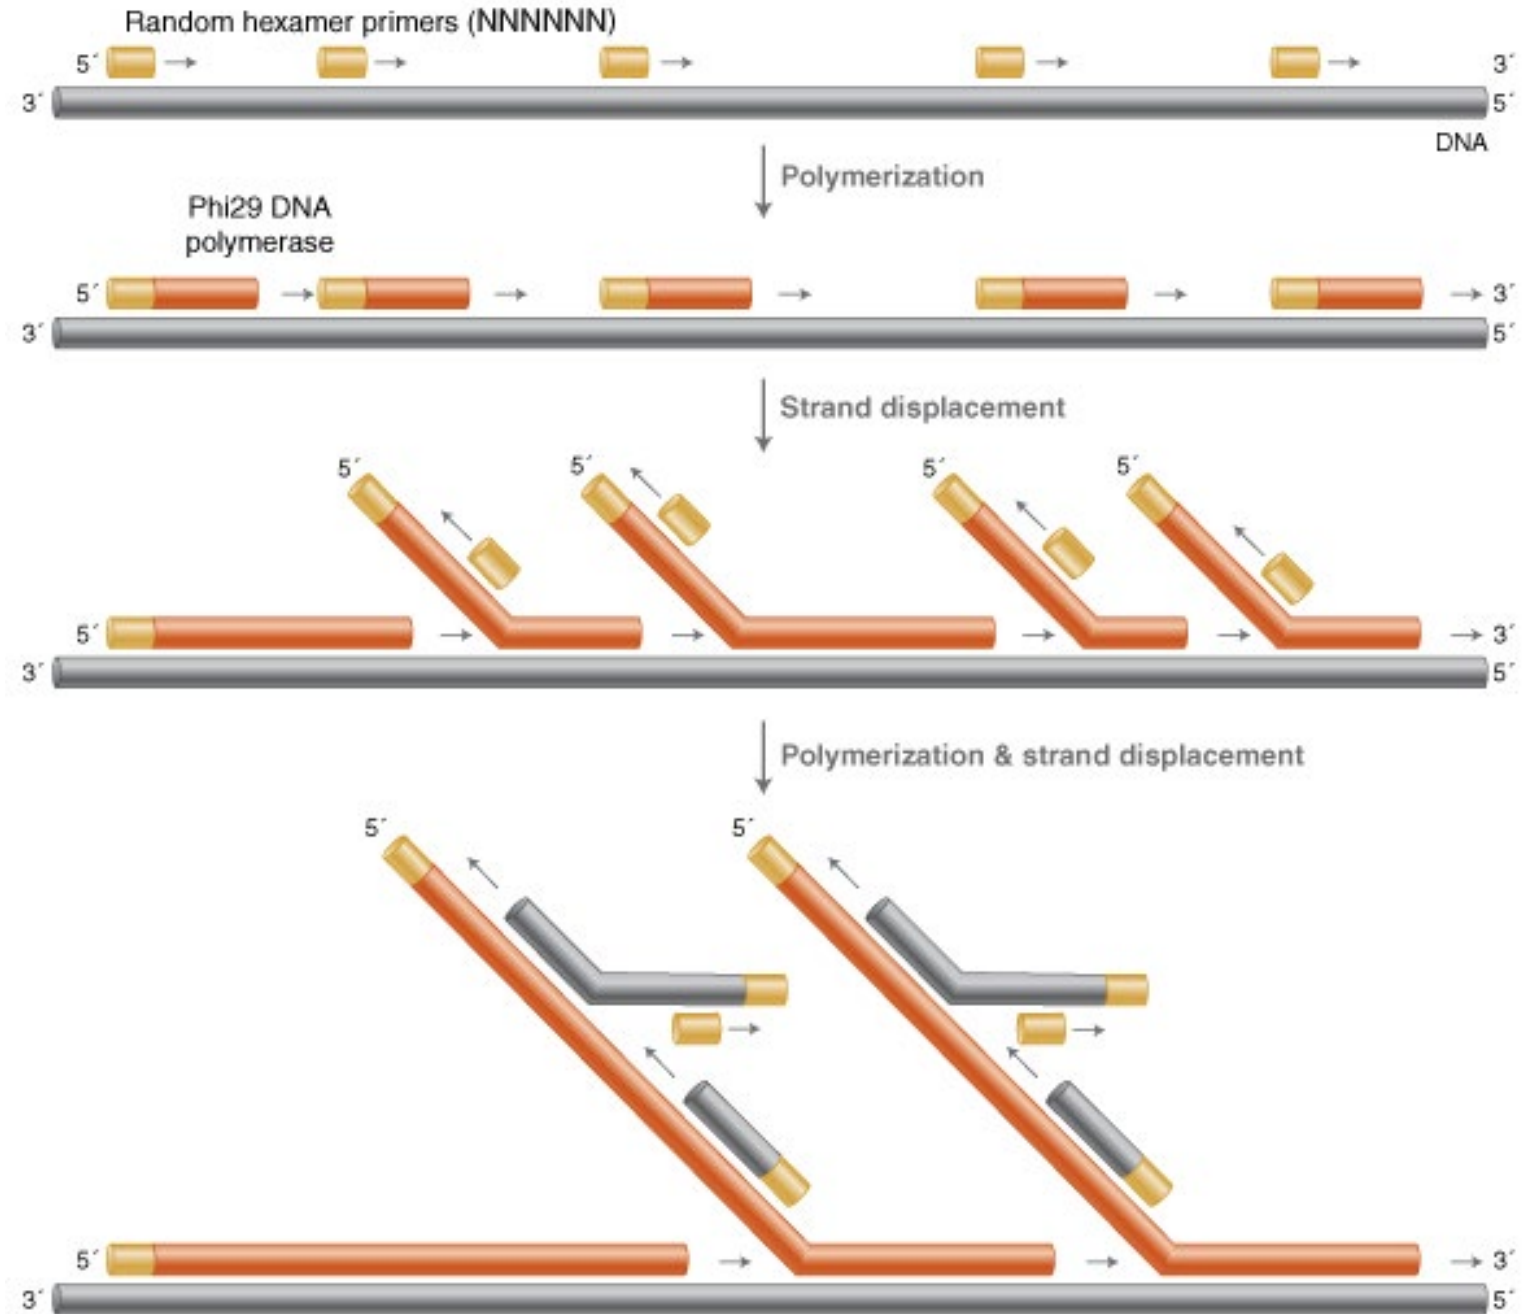 Random hexamer primers (NNNNNN)
5´ 3´
3´ 5´
DNA
Polymerization
Phi29 DNA
polymerase
5´ 3´
3´ 5´
Strand displacement
5´ 5´ 5´ 5´
5´ 3´
3´ 5´
Polymerization & strand displacement
5´ 5´
5´ 3´
3´ 5´